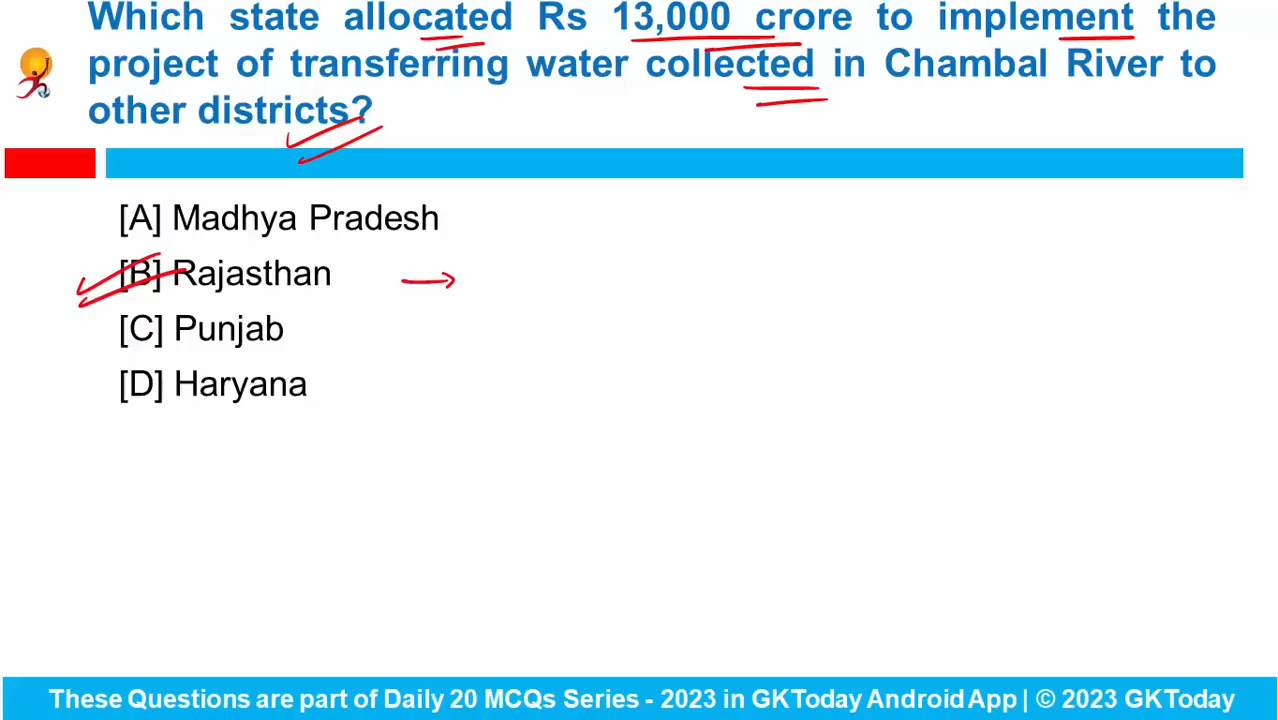 Which state allocated Rs 13,000 crore to implement the
project of transferring water collected in Chambal River to
other districts?
[A] Madhya Pradesh
[B] Rajasthan
[C] Punjab
[D] Haryana
These Questions are part of Daily 20 MCQs Series - 2023 in GKToday Android App | © 2023 GKToday